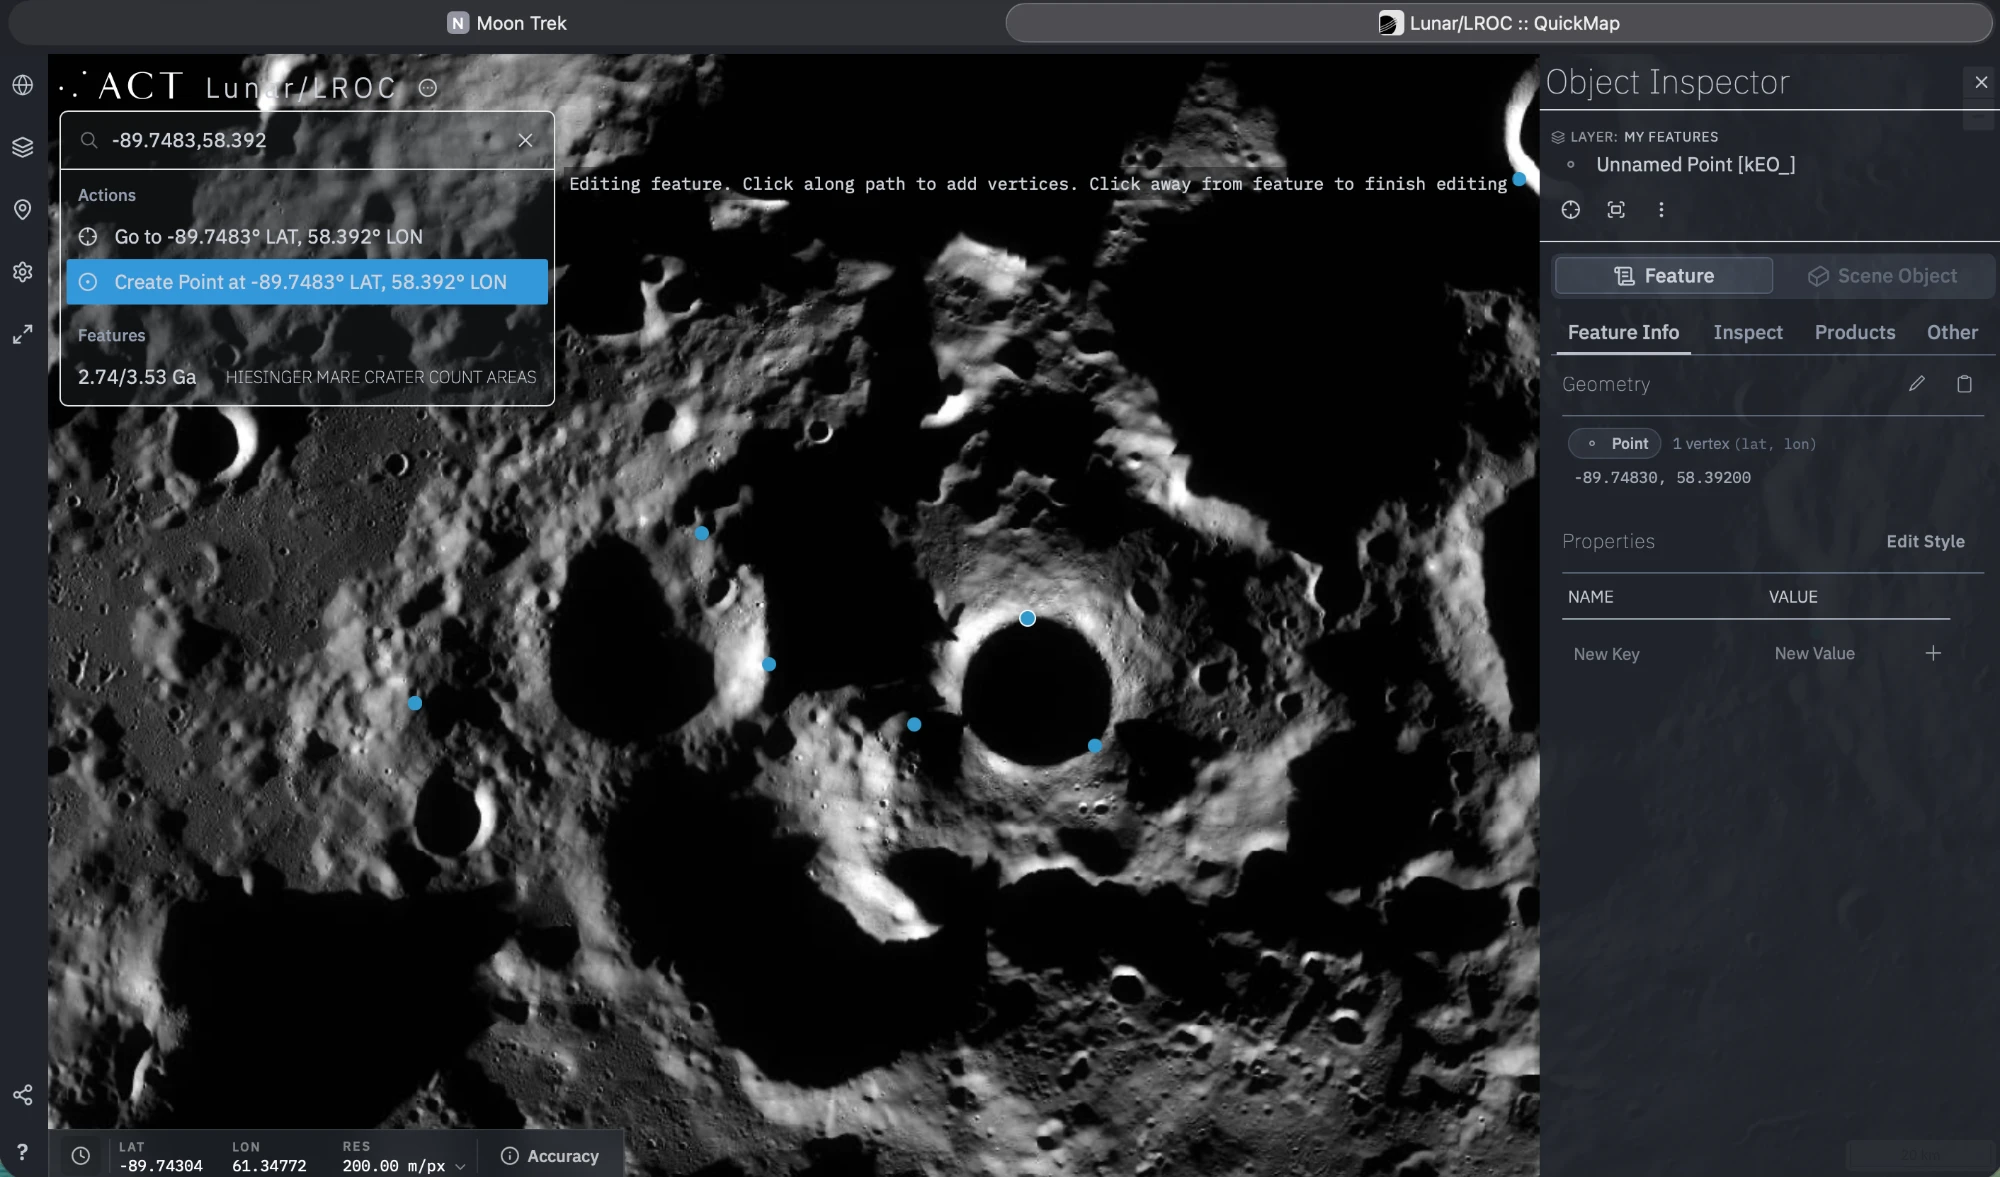 N Moon Trek
Lunar/LROC :: QuickMap
ACT Lunar/LROC
-89.7483,58.392
Actions
Go to -89.7483° LAT, 58.392° LON
Create Point at -89.7483° LAT, 58.392° LON
Features
2.74/3.53 Ga HIESINGER MARE CRATER COUNT AREAS
Editing feature. Click along path to add vertices. Click away from feature to finish editing
Object Inspector
LAYER: MY FEATURES
Unnamed Point [kEO_]
Feature
Scene Object
Feature Info Inspect Products Other
Geometry
Point 1 vertex (lat, lon)
-89.74830, 58.39200
Properties Edit Style
NAME VALUE
New Key New Value
LAT LON RES
-89.74304 61.34772 200.00 m/px
Accuracy
?
20 km